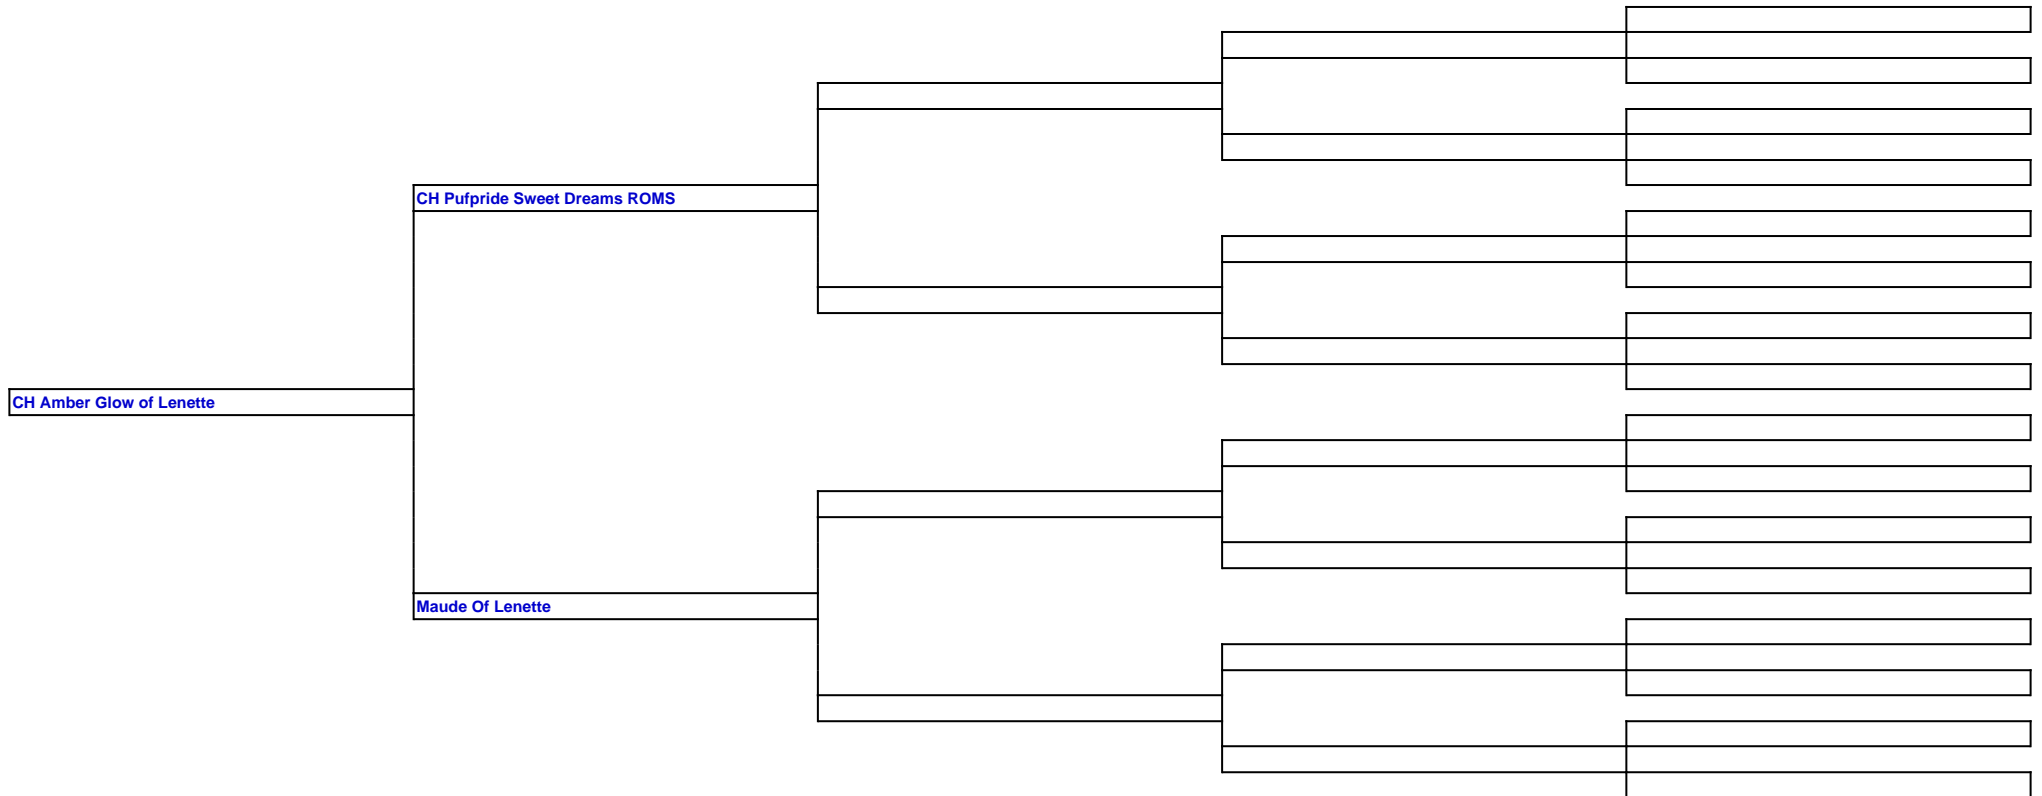 CH Pufpride Sweet Dreams ROMS
CH Amber Glow of Lenette
Maude Of Lenette